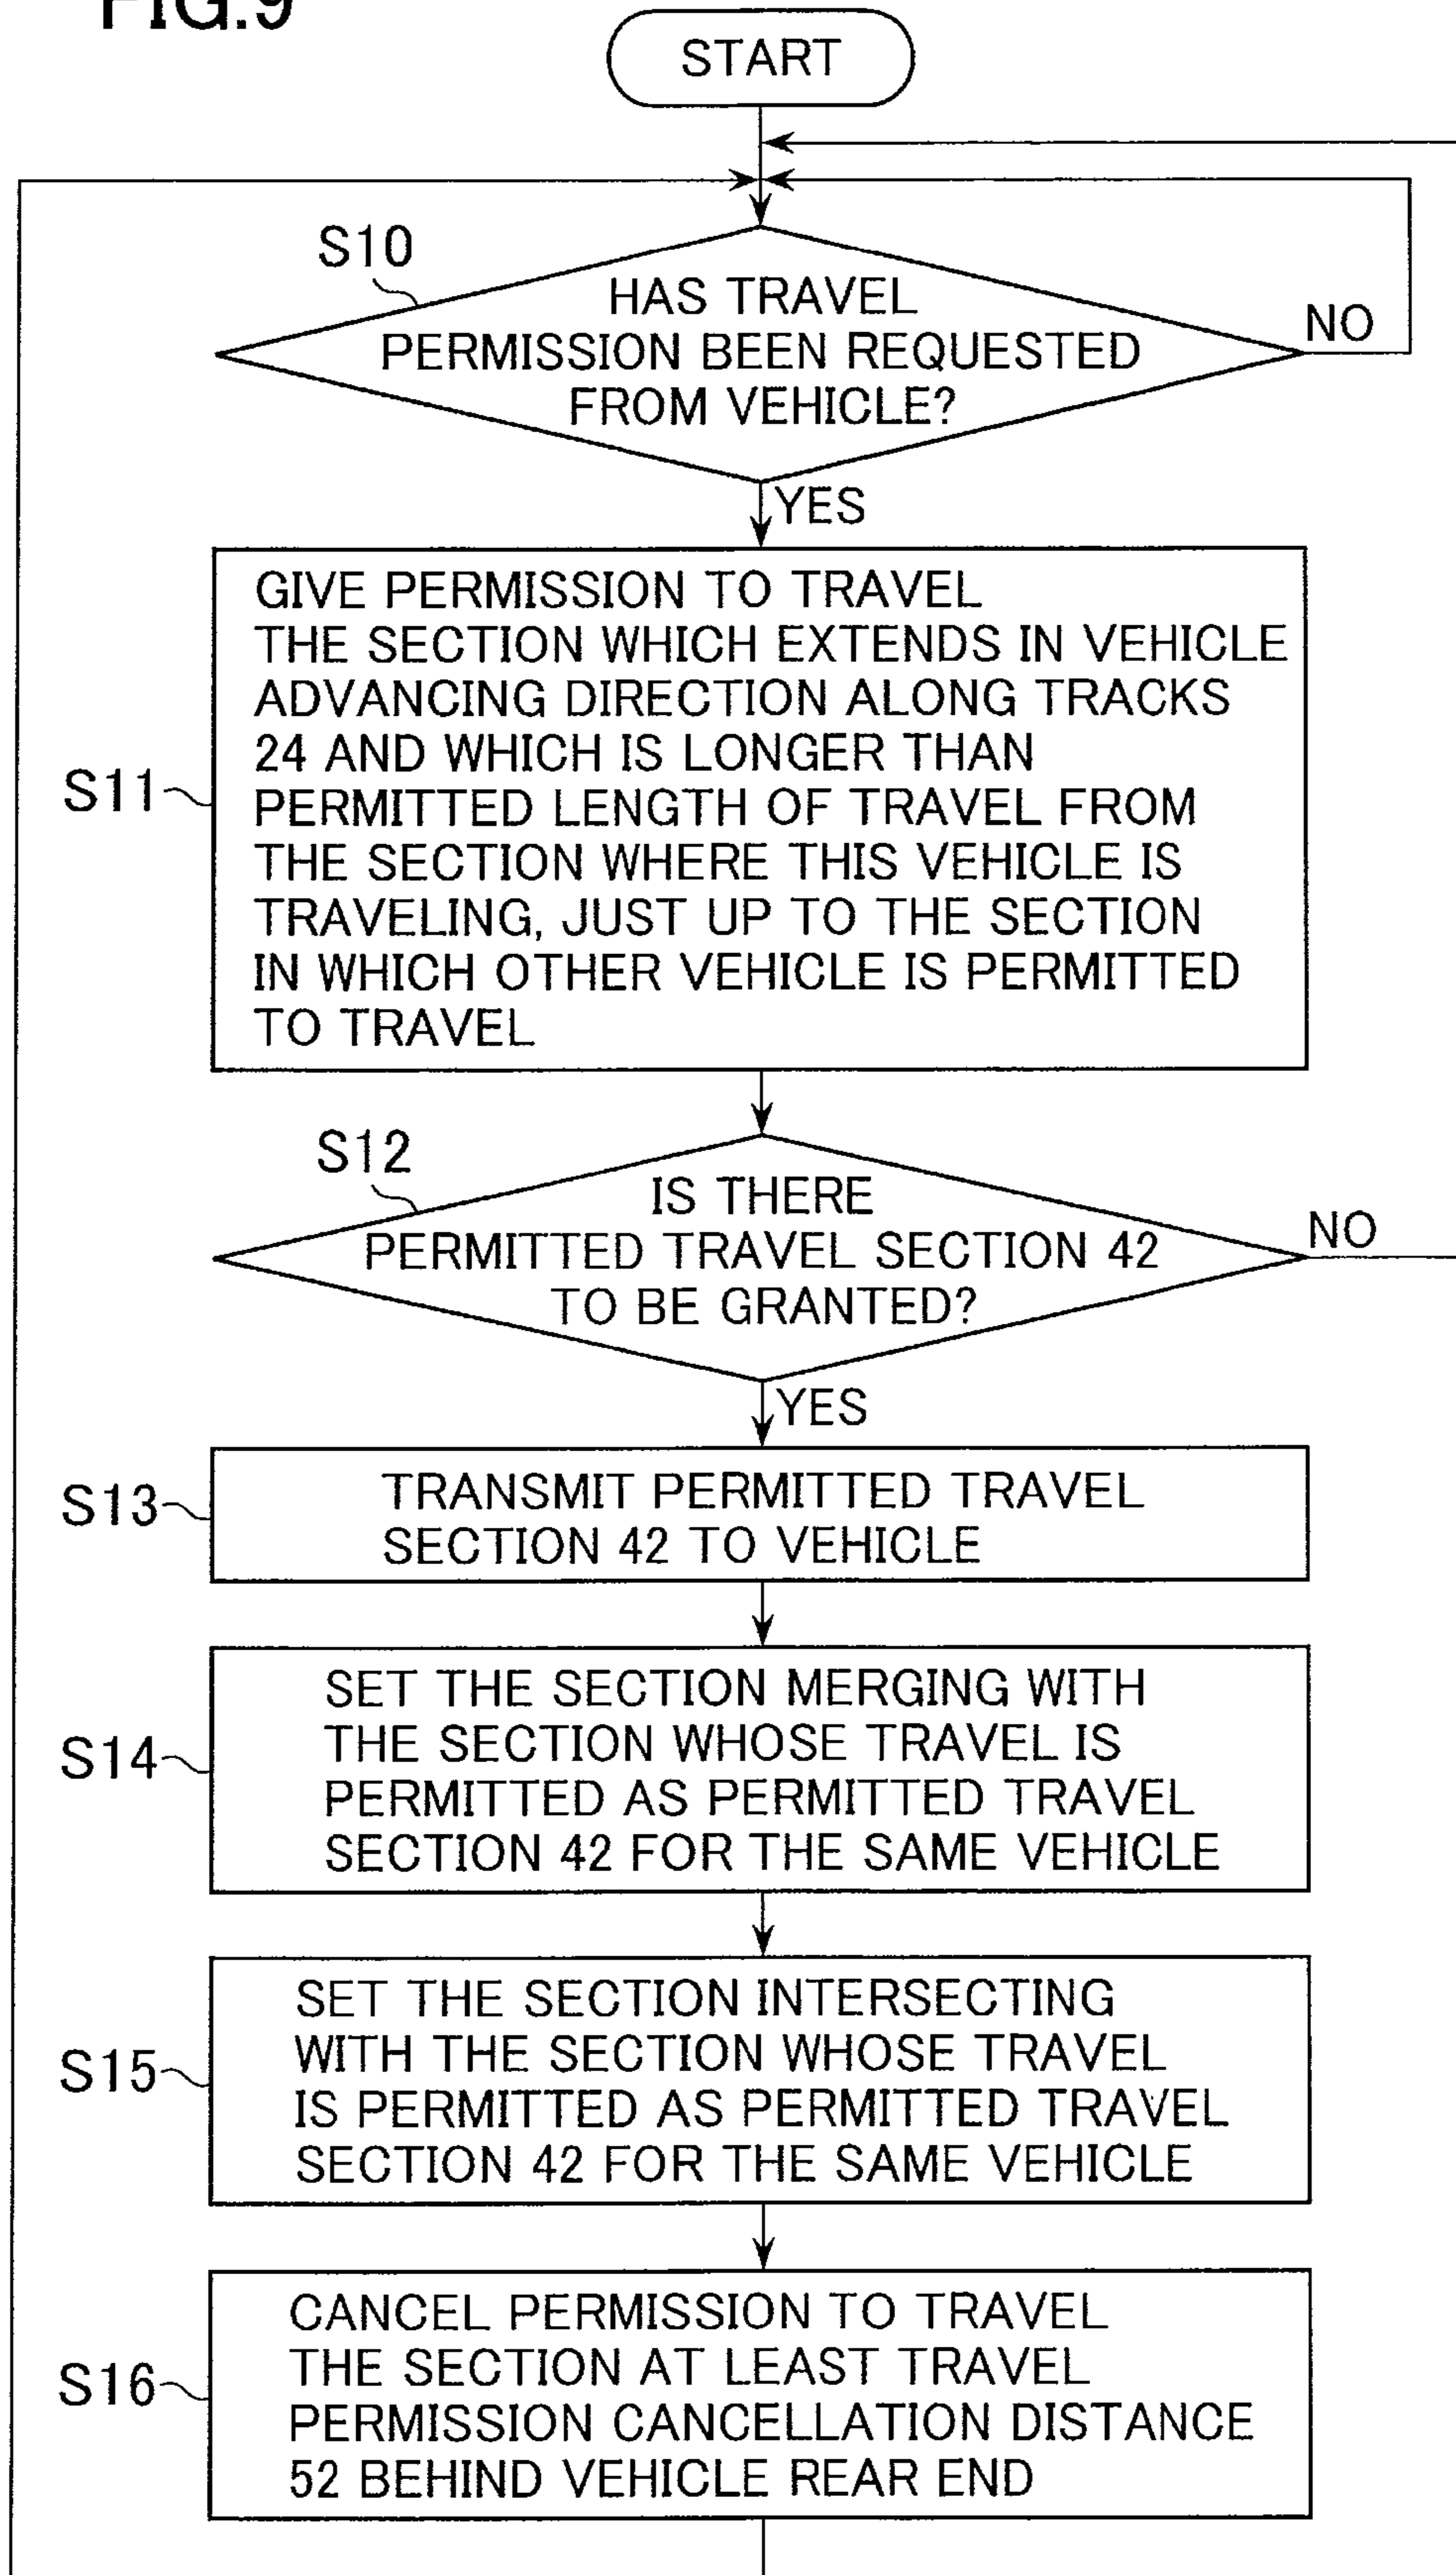 FIG.9
START
S10
HAS TRAVEL
PERMISSION BEEN REQUESTED
FROM VEHICLE?
NO
YES
S11
GIVE PERMISSION TO TRAVEL
THE SECTION WHICH EXTENDS IN VEHICLE
ADVANCING DIRECTION ALONG TRACKS
24 AND WHICH IS LONGER THAN
PERMITTED LENGTH OF TRAVEL FROM
THE SECTION WHERE THIS VEHICLE IS
TRAVELING, JUST UP TO THE SECTION
IN WHICH OTHER VEHICLE IS PERMITTED
TO TRAVEL
S12
IS THERE
PERMITTED TRAVEL SECTION 42
TO BE GRANTED?
NO
YES
S13
TRANSMIT PERMITTED TRAVEL
SECTION 42 TO VEHICLE
S14
SET THE SECTION MERGING WITH
THE SECTION WHOSE TRAVEL IS
PERMITTED AS PERMITTED TRAVEL
SECTION 42 FOR THE SAME VEHICLE
S15
SET THE SECTION INTERSECTING
WITH THE SECTION WHOSE TRAVEL
IS PERMITTED AS PERMITTED TRAVEL
SECTION 42 FOR THE SAME VEHICLE
S16
CANCEL PERMISSION TO TRAVEL
THE SECTION AT LEAST TRAVEL
PERMISSION CANCELLATION DISTANCE
52 BEHIND VEHICLE REAR END